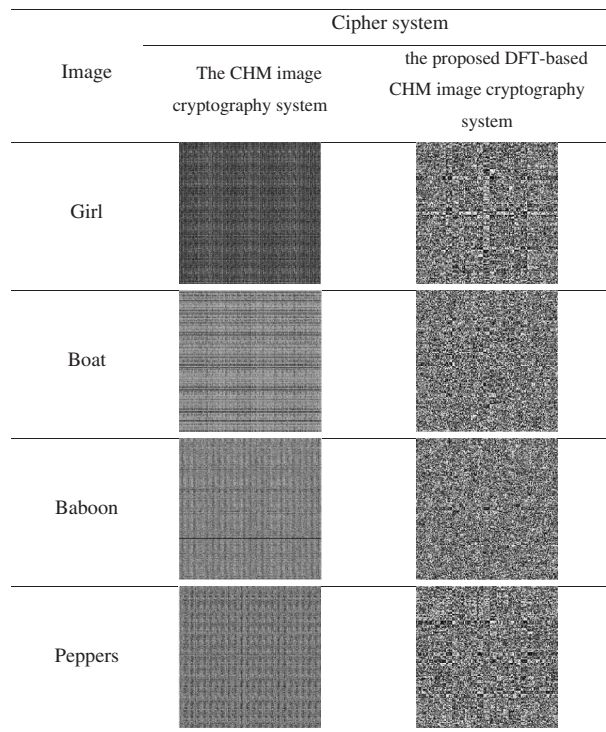 Cipher system
Image
The CHM image
cryptography system
the proposed DFT-based
CHM image cryptography
system
Girl
Boat
Baboon
Peppers